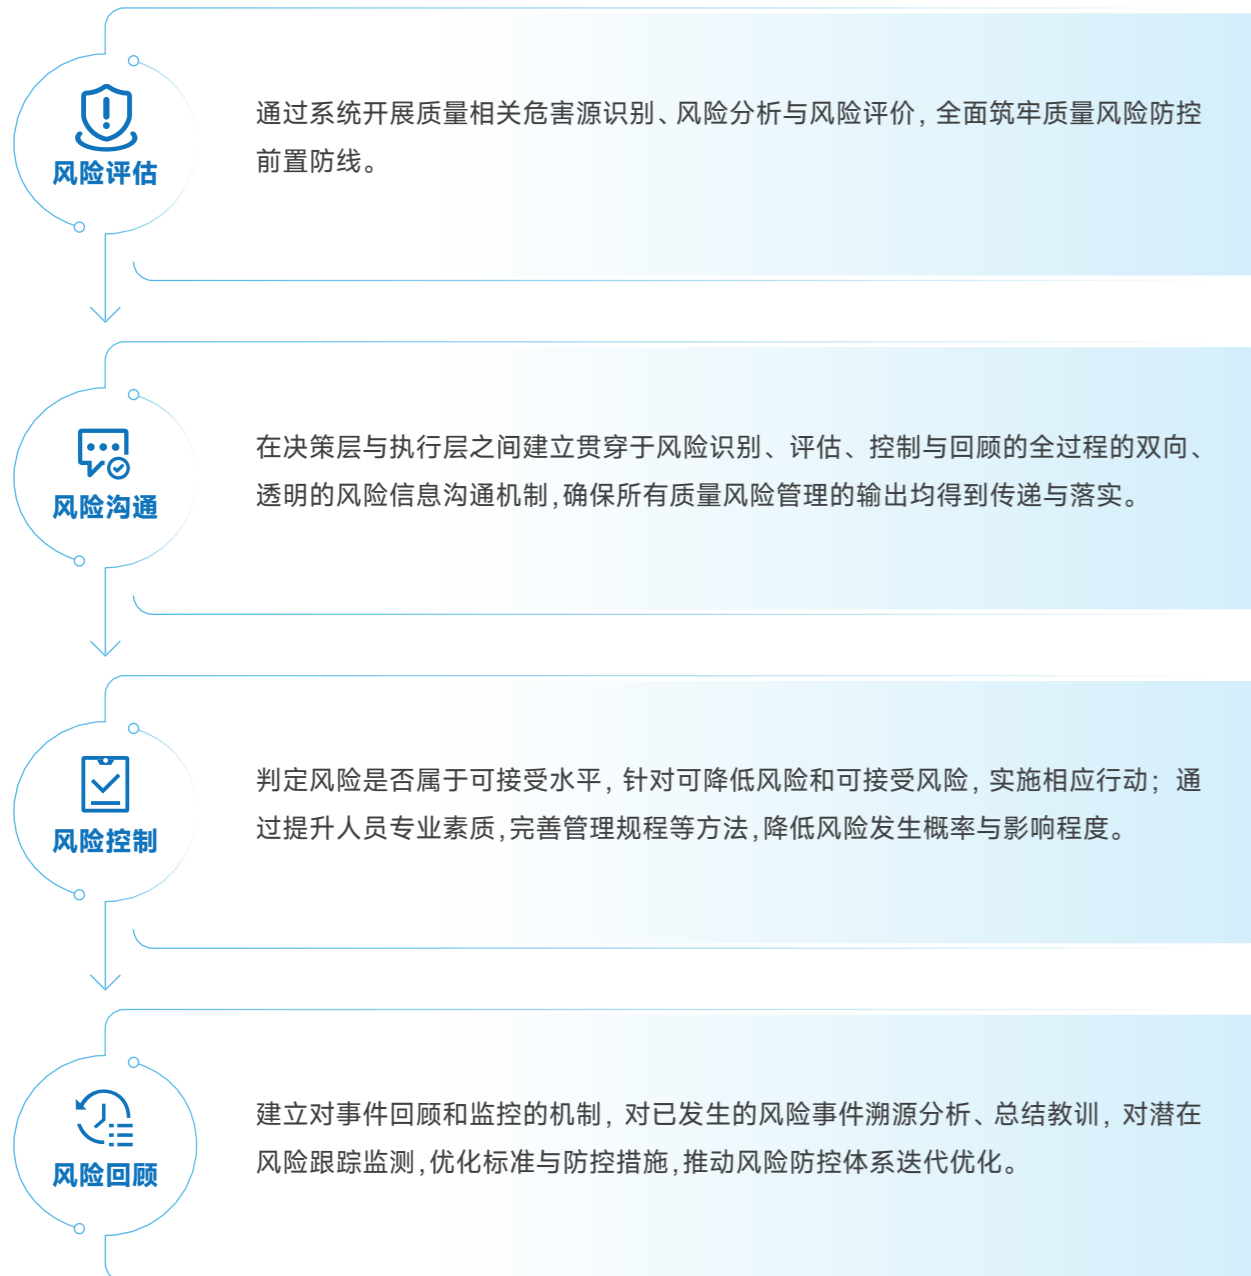 风险评估
通过系统开展质量相关危害源识别、风险分析与风险评价，全面筑牢质量风险防控
前置防线。
风险沟通
在决策层与执行层之间建立贯穿于风险识别、评估、控制与回顾的全过程的双向、
透明的风险信息沟通机制，确保所有质量风险管理的输出均得到传递与落实。
风险控制
判定风险是否属于可接受水平，针对可降低风险和可接受风险，实施相应行动；通
过提升人员专业素质，完善管理规程等方法，降低风险发生概率与影响程度。
风险回顾
建立对事件回顾和监控的机制，对已发生的风险事件溯源分析、总结教训，对潜在
风险跟踪监测，优化标准与防控措施，推动风险防控体系迭代优化。